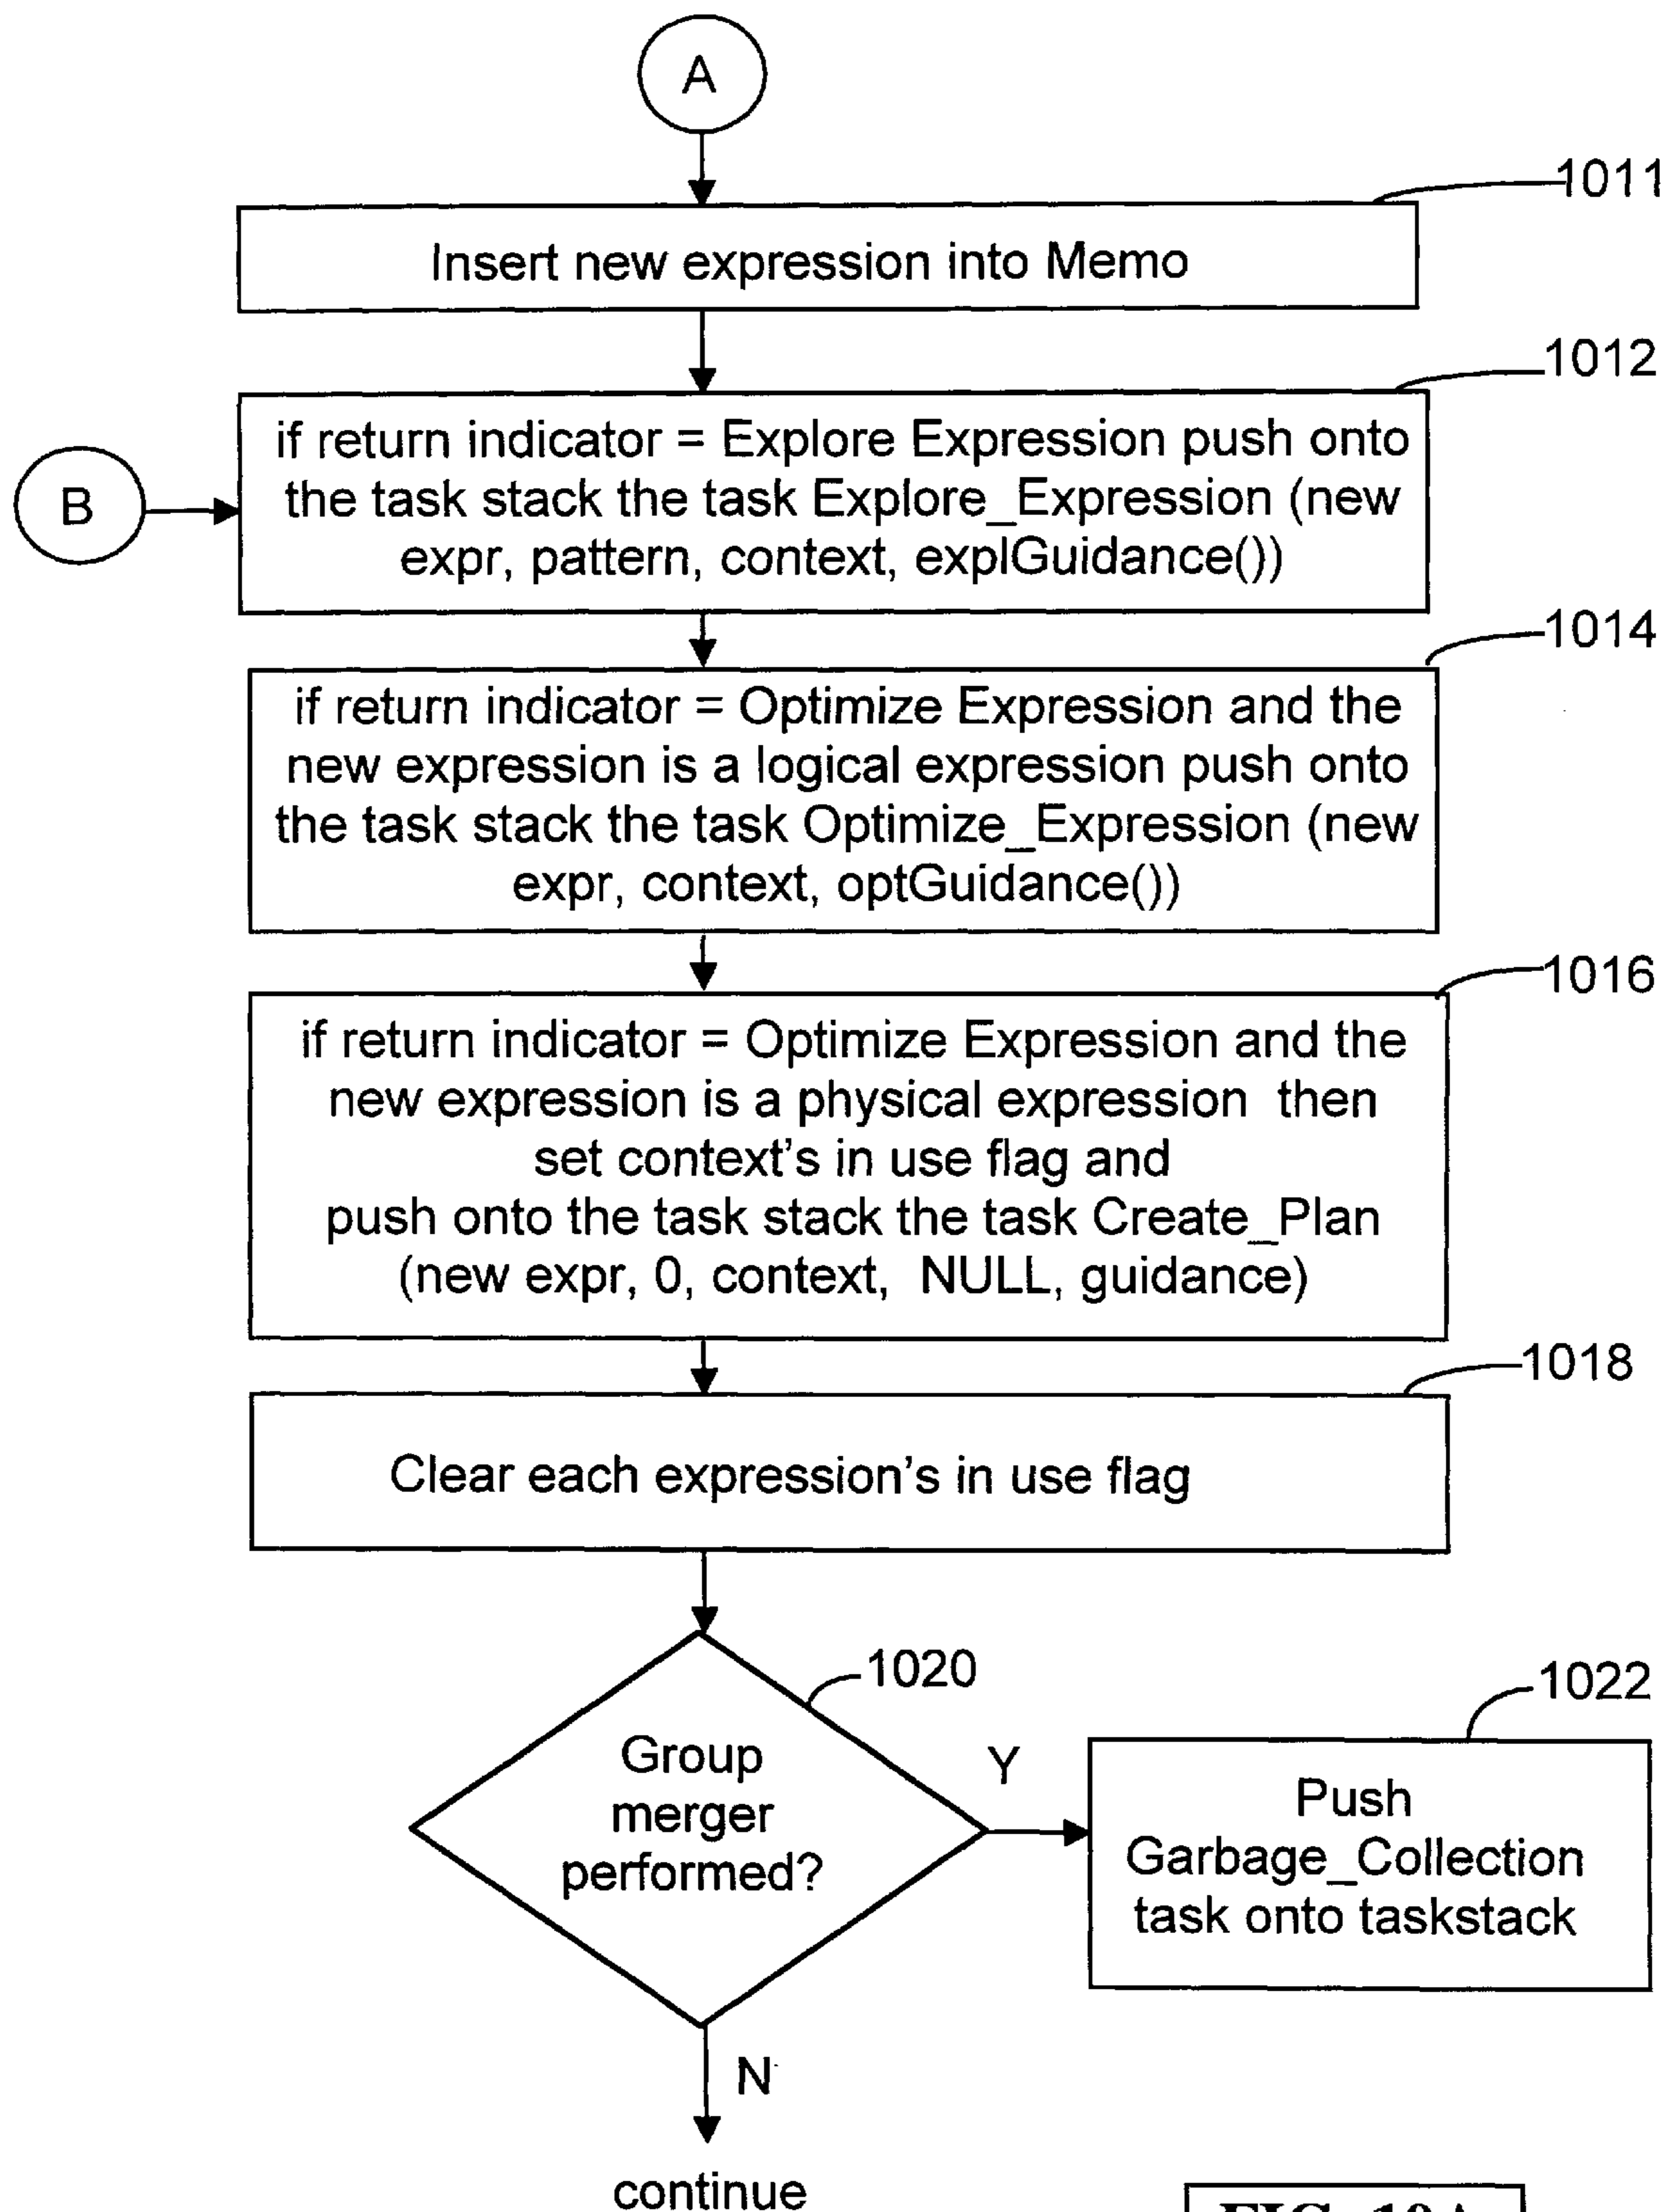 A
1011
Insert new expression into Memo
1012
if return indicator = Explore Expression push onto
the task stack the task Explore_Expression (new
expr, pattern, context, explGuidance())
B
1014
if return indicator = Optimize Expression and the
new expression is a logical expression push onto
the task stack the task Optimize_Expression (new
expr, context, optGuidance())
1016
if return indicator = Optimize Expression and the
new expression is a physical expression then
set context's in use flag and
push onto the task stack the task Create_Plan
(new expr, 0, context, NULL, guidance)
1018
Clear each expression's in use flag
1020
Group
merger
performed?
Y
1022
Push
Garbage_Collection
task onto taskstack
N
continue
FIG. 10A